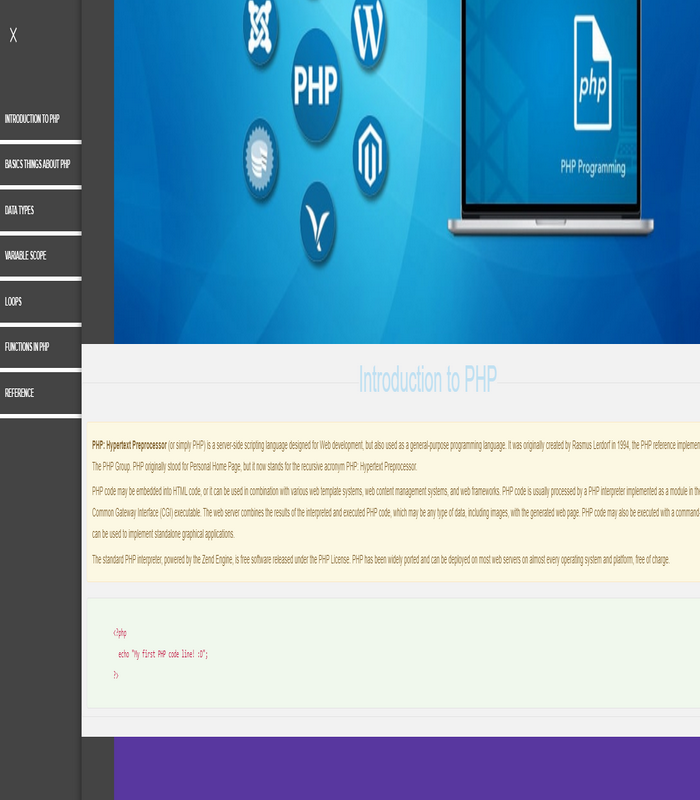 X
INTRODUCTION TO PHP
BASICS THINGS ABOUT PHP
DATA TYPES
VARIABLE SCOPE
LOOPS
FUNCTIONS IN PHP
REFERENCE
PHP
php
PHP Programming
Introduction to PHP
PHP: Hypertext Preprocessor (or simply PHP) is a server-side scripting language designed for Web development, but also used as a general-purpose programming language. It was originally created by Rasmus Lerdorf in 1994, the PHP reference
The PHP Group. PHP originally stood for Personal Home Page, but it now stands for the recursive acronym PHP: Hypertext Preprocessor.
PHP code may be embedded into HTML code, or it can be used in combination with various web template systems, web content management systems, and web frameworks. PHP code is usually processed by a PHP interpreter implemented as a module in
Common Gateway Interface (CGI) executable. The web server combines the results of the interpreted and executed PHP code, which may be any type of data, including images, with the generated web page. PHP code may also be executed with a
can be used to implement standalone graphical applications.
The standard PHP interpreter, powered by the Zend Engine, is free software released under the PHP License. PHP has been widely ported and can be deployed on most web servers on almost every operating system and platform, free of charge.
<?php
echo "My first PHP code line! :D";
?>